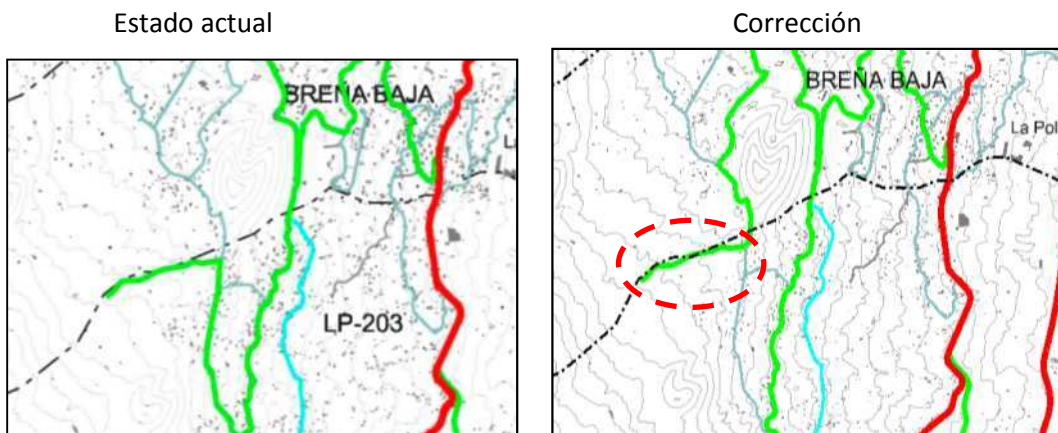 Estado actual
Corrección
BREÑA BAJA
LP-203
BREÑA BAJA
La Pol